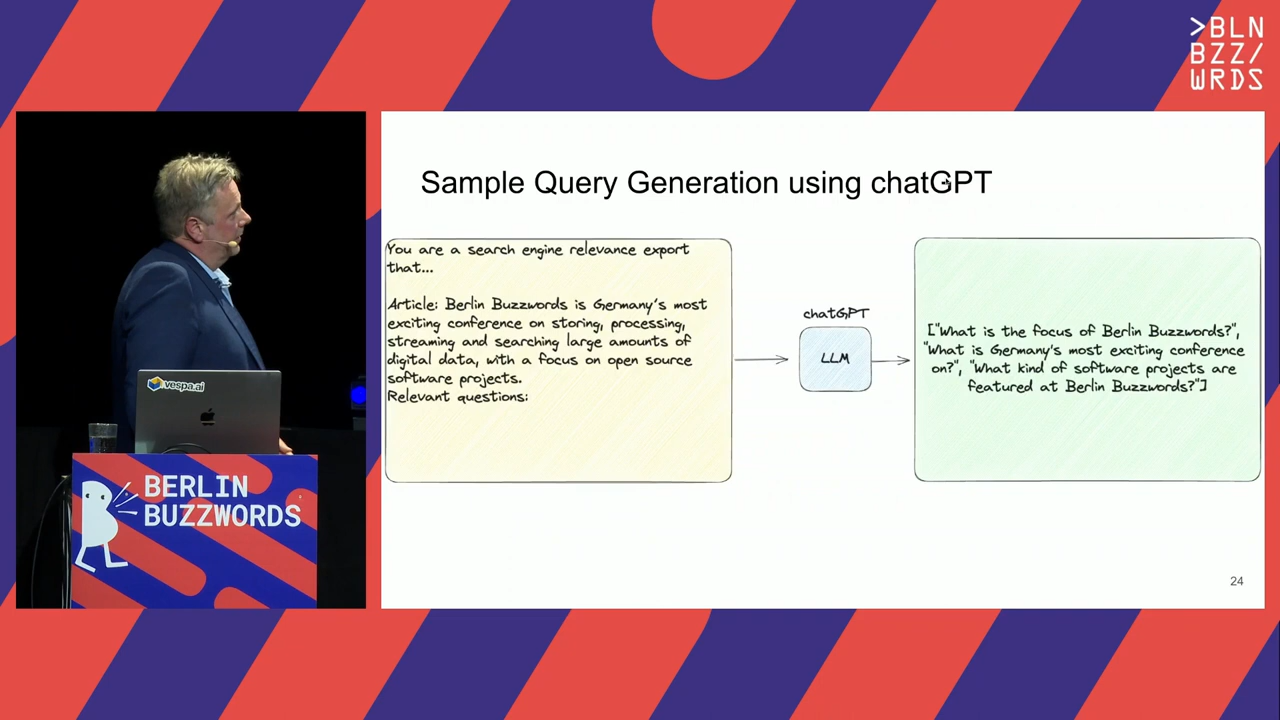 >BLN
BZZ/
WRDS
Sample Query Generation using chatGPT
You are a search engine relevance export
that...
Article: Berlin Buzzwords is Germany's most
exciting conference on storing, processing,
streaming and searching large amounts of
digital data, with a focus on open source
software projects.
Relevant questions:
chatGPT
LLM
["What is the focus of Berlin Buzzwords?",
"What is Germany's most exciting conference
on?", "What kind of software projects are
featured at Berlin Buzzwords?"]
24
vespa.ai
BERLIN
BUZZWORDS